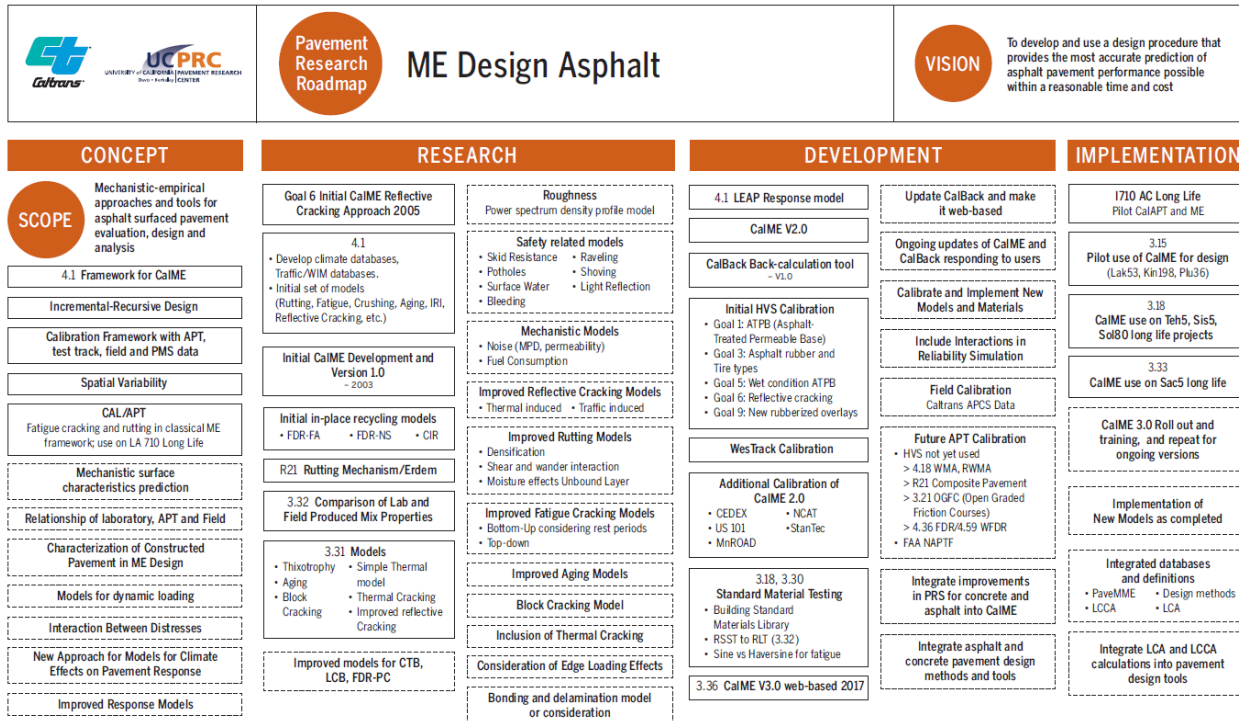 Caltrans
UCPRC
UNIVERSITY of CALIFORNIA | PAVEMENT RESEARCH
Davis • Berkeley | CENTER
Pavement
Research
Roadmap
ME Design Asphalt
VISION
To develop and use a design procedure that
provides the most accurate prediction of
asphalt pavement performance possible
within a reasonable time and cost
CONCEPT
SCOPE
Mechanistic-empirical
approaches and tools for
asphalt surfaced pavement
evaluation, design and
analysis
4.1 Framework for CalME
Incremental-Recursive Design
Calibration Framework with APT,
test track, field and PMS data
Spatial Variability
CAL/APT
Fatigue cracking and rutting in classical ME
framework; use on LA 710 Long Life
Mechanistic surface
characteristics prediction
Relationship of laboratory, APT and Field
Characterization of Constructed
Pavement in ME Design
Models for dynamic loading
Interaction Between Distresses
New Approach for Models for Climate
Effects on Pavement Response
Improved Response Models
RESEARCH
Goal 6 Initial CalME Reflective
Cracking Approach 2005
4.1
• Develop climate databases,
Traffic/WIM databases.
• Initial set of models
(Rutting, Fatigue, Crushing, Aging, IRI,
Reflective Cracking, etc.)
Initial CalME Development and
Version 1.0
– 2003
Initial in-place recycling models
• FDR-FA • FDR-NS • CIR
R21 Rutting Mechanism/Erdem
3.32 Comparison of Lab and
Field Produced Mix Properties
3.31 Models
• Thixotrophy
• Aging
• Block
Cracking
• Simple Thermal
model
• Thermal Cracking
• Improved reflective
Cracking
Improved models for CTB,
LCB, FDR-PC
Roughness
Power spectrum density profile model
Safety related models
• Skid Resistance • Raveling
• Potholes • Shoving
• Surface Water • Light Reflection
• Bleeding
Mechanistic Models
• Noise (MPD, permeability)
• Fuel Consumption
Improved Reflective Cracking Models
• Thermal induced • Traffic induced
Improved Rutting Models
• Densification
• Shear and wander interaction
• Moisture effects Unbound Layer
Improved Fatigue Cracking Models
• Bottom-Up considering rest periods
• Top-down
Improved Aging Models
Block Cracking Model
Inclusion of Thermal Cracking
Consideration of Edge Loading Effects
Bonding and delamination model
or consideration
DEVELOPMENT
4.1 LEAP Response model
CalME V2.0
CalBack Back-calculation tool
– V1.0
Initial HVS Calibration
• Goal 1: ATPB (Asphalt-
Treated Permeable Base)
• Goal 3: Asphalt rubber and
Tire types
• Goal 5: Wet condition ATPB
• Goal 6: Reflective cracking
• Goal 9: New rubberized overlays
WesTrack Calibration
Additional Calibration of
CalME 2.0
• CEDEX • NCAT
• US 101 •StanTec
• MnROAD
3.18, 3.30
Standard Material Testing
• Building Standard
Materials Library
• RSST to RLT (3.32)
• Sine vs Haversine for fatigue
3.36 CalME V3.0 web-based 2017
Update CalBack and make
it web-based
Ongoing updates of CalME and
CalBack responding to users
Calibrate and Implement New
Models and Materials
Include Interactions in
Reliability Simulation
Field Calibration
Caltrans APCS Data
Future APT Calibration
• HVS not yet used
> 4.18 WMA, RWMA
> R21 Composite Pavement
> 3.21 OGFC (Open Graded
Friction Courses)
> 4.36 FDR/4.59 WFDR
• FAA NAPTF
Integrate improvements
in PRS for concrete and
asphalt into CalME
Integrate asphalt and
concrete pavement design
methods and tools
IMPLEMENTATION
I710 AC Long Life
Pilot CalAPT and ME
3.15
Pilot use of CalME for design
(Lak53, Kin198, Plu36)
3.18
CalME use on Teh5, Sis5,
Sol80 long life projects
3.33
CalME use on Sac5 long life
CalME 3.0 Roll out and
training, and repeat for
ongoing versions
Implementation of
New Models as completed
Integrated databases
and definitions
• PaveMME • Design methods
• LCCA • LCA
Integrate LCA and LCCA
calculations into pavement
design tools